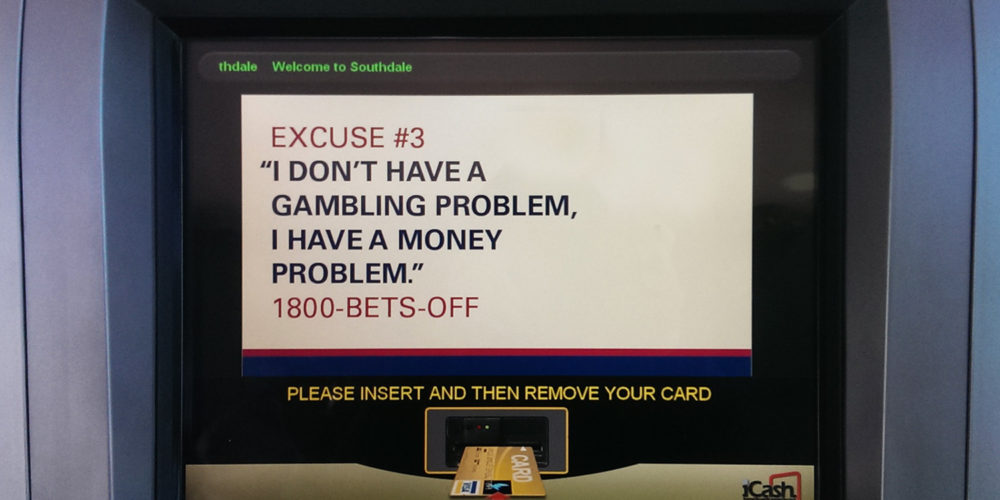 thdale Welcome to Southdale
EXCUSE #3
“I DON’T HAVE A
GAMBLING PROBLEM,
I HAVE A MONEY
PROBLEM.”
1800-BETS-OFF
PLEASE INSERT AND THEN REMOVE YOUR CARD
CARD
VISA
iCash